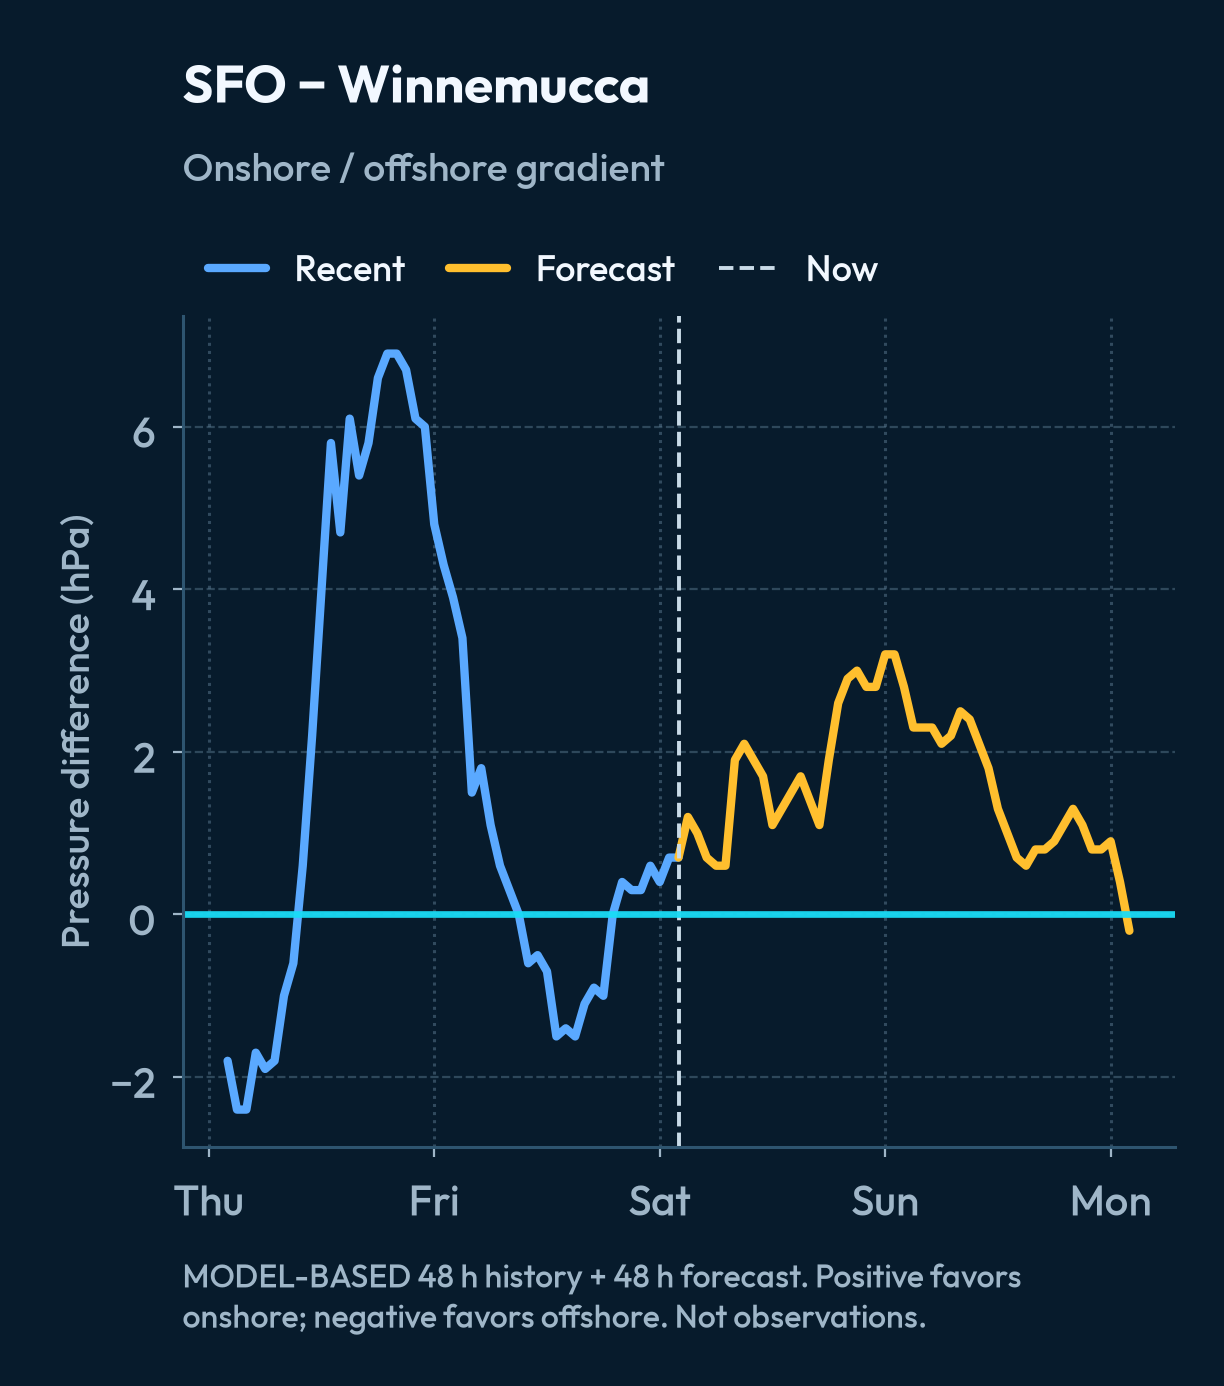 SFO – Winnemucca
Onshore / offshore gradient
Recent Forecast Now
Pressure difference (hPa)
6
4
2
0
−2
Thu Fri Sat Sun Mon
MODEL-BASED 48 h history + 48 h forecast. Positive favors
onshore; negative favors offshore. Not observations.